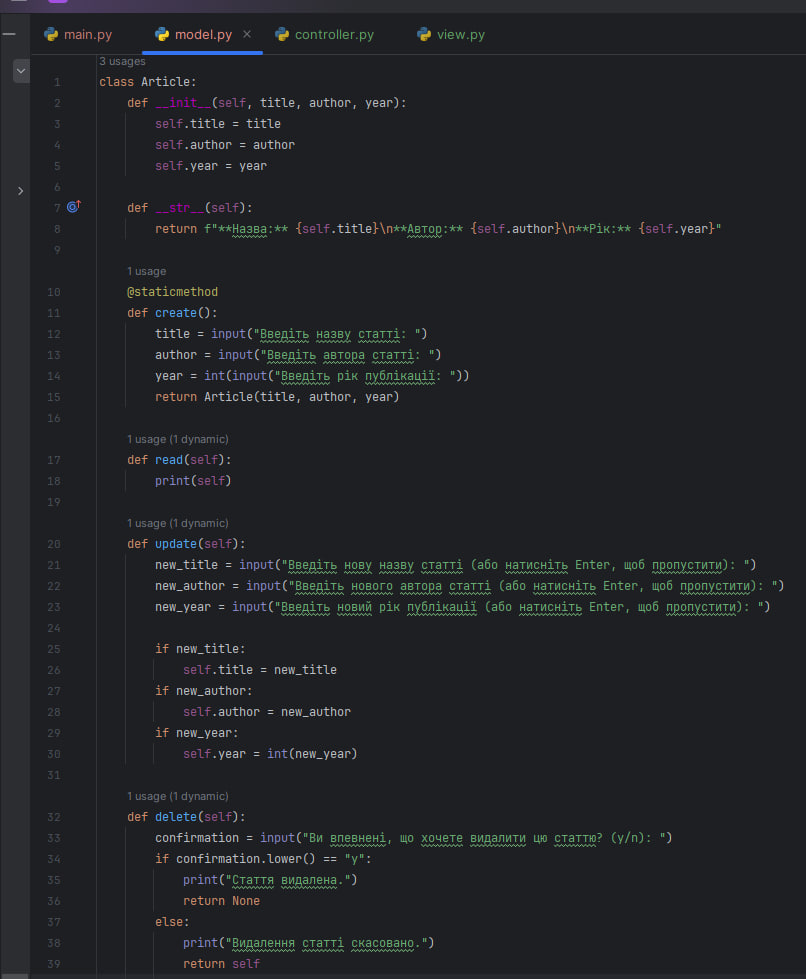 main.py model.py × controller.py view.py
3 usages
1 class Article:
2     def __init__(self, title, author, year):
3         self.title = title
4         self.author = author
5         self.year = year
6
7     def __str__(self):
8         return f"**Назва:** {self.title}\n**Автор:** {self.author}\n**Рік:** {self.year}"
9
1 usage
10     @staticmethod
11     def create():
12         title = input("Введіть назву статті: ")
13         author = input("Введіть автора статті: ")
14         year = int(input("Введіть рік публікації: "))
15         return Article(title, author, year)
16
1 usage (1 dynamic)
17     def read(self):
18         print(self)
19
1 usage (1 dynamic)
20     def update(self):
21         new_title = input("Введіть нову назву статті (або натисніть Enter, щоб пропустити): ")
22         new_author = input("Введіть нового автора статті (або натисніть Enter, щоб пропустити): ")
23         new_year = input("Введіть новий рік публікації (або натисніть Enter, щоб пропустити): ")
24
25         if new_title:
26             self.title = new_title
27         if new_author:
28             self.author = new_author
29         if new_year:
30             self.year = int(new_year)
31
1 usage (1 dynamic)
32     def delete(self):
33         confirmation = input("Ви впевнені, що хочете видалити цю статтю? (y/n): ")
34         if confirmation.lower() == "y":
35             print("Стаття видалена.")
36             return None
37         else:
38             print("Видалення статті скасовано.")
39             return self